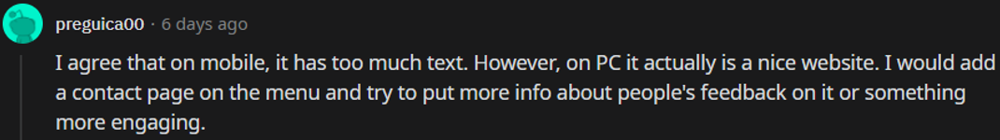 preguica00 · 6 days ago
I agree that on mobile, it has too much text. However, on PC it actually is a nice website. I would add
a contact page on the menu and try to put more info about people's feedback on it or something
more engaging.